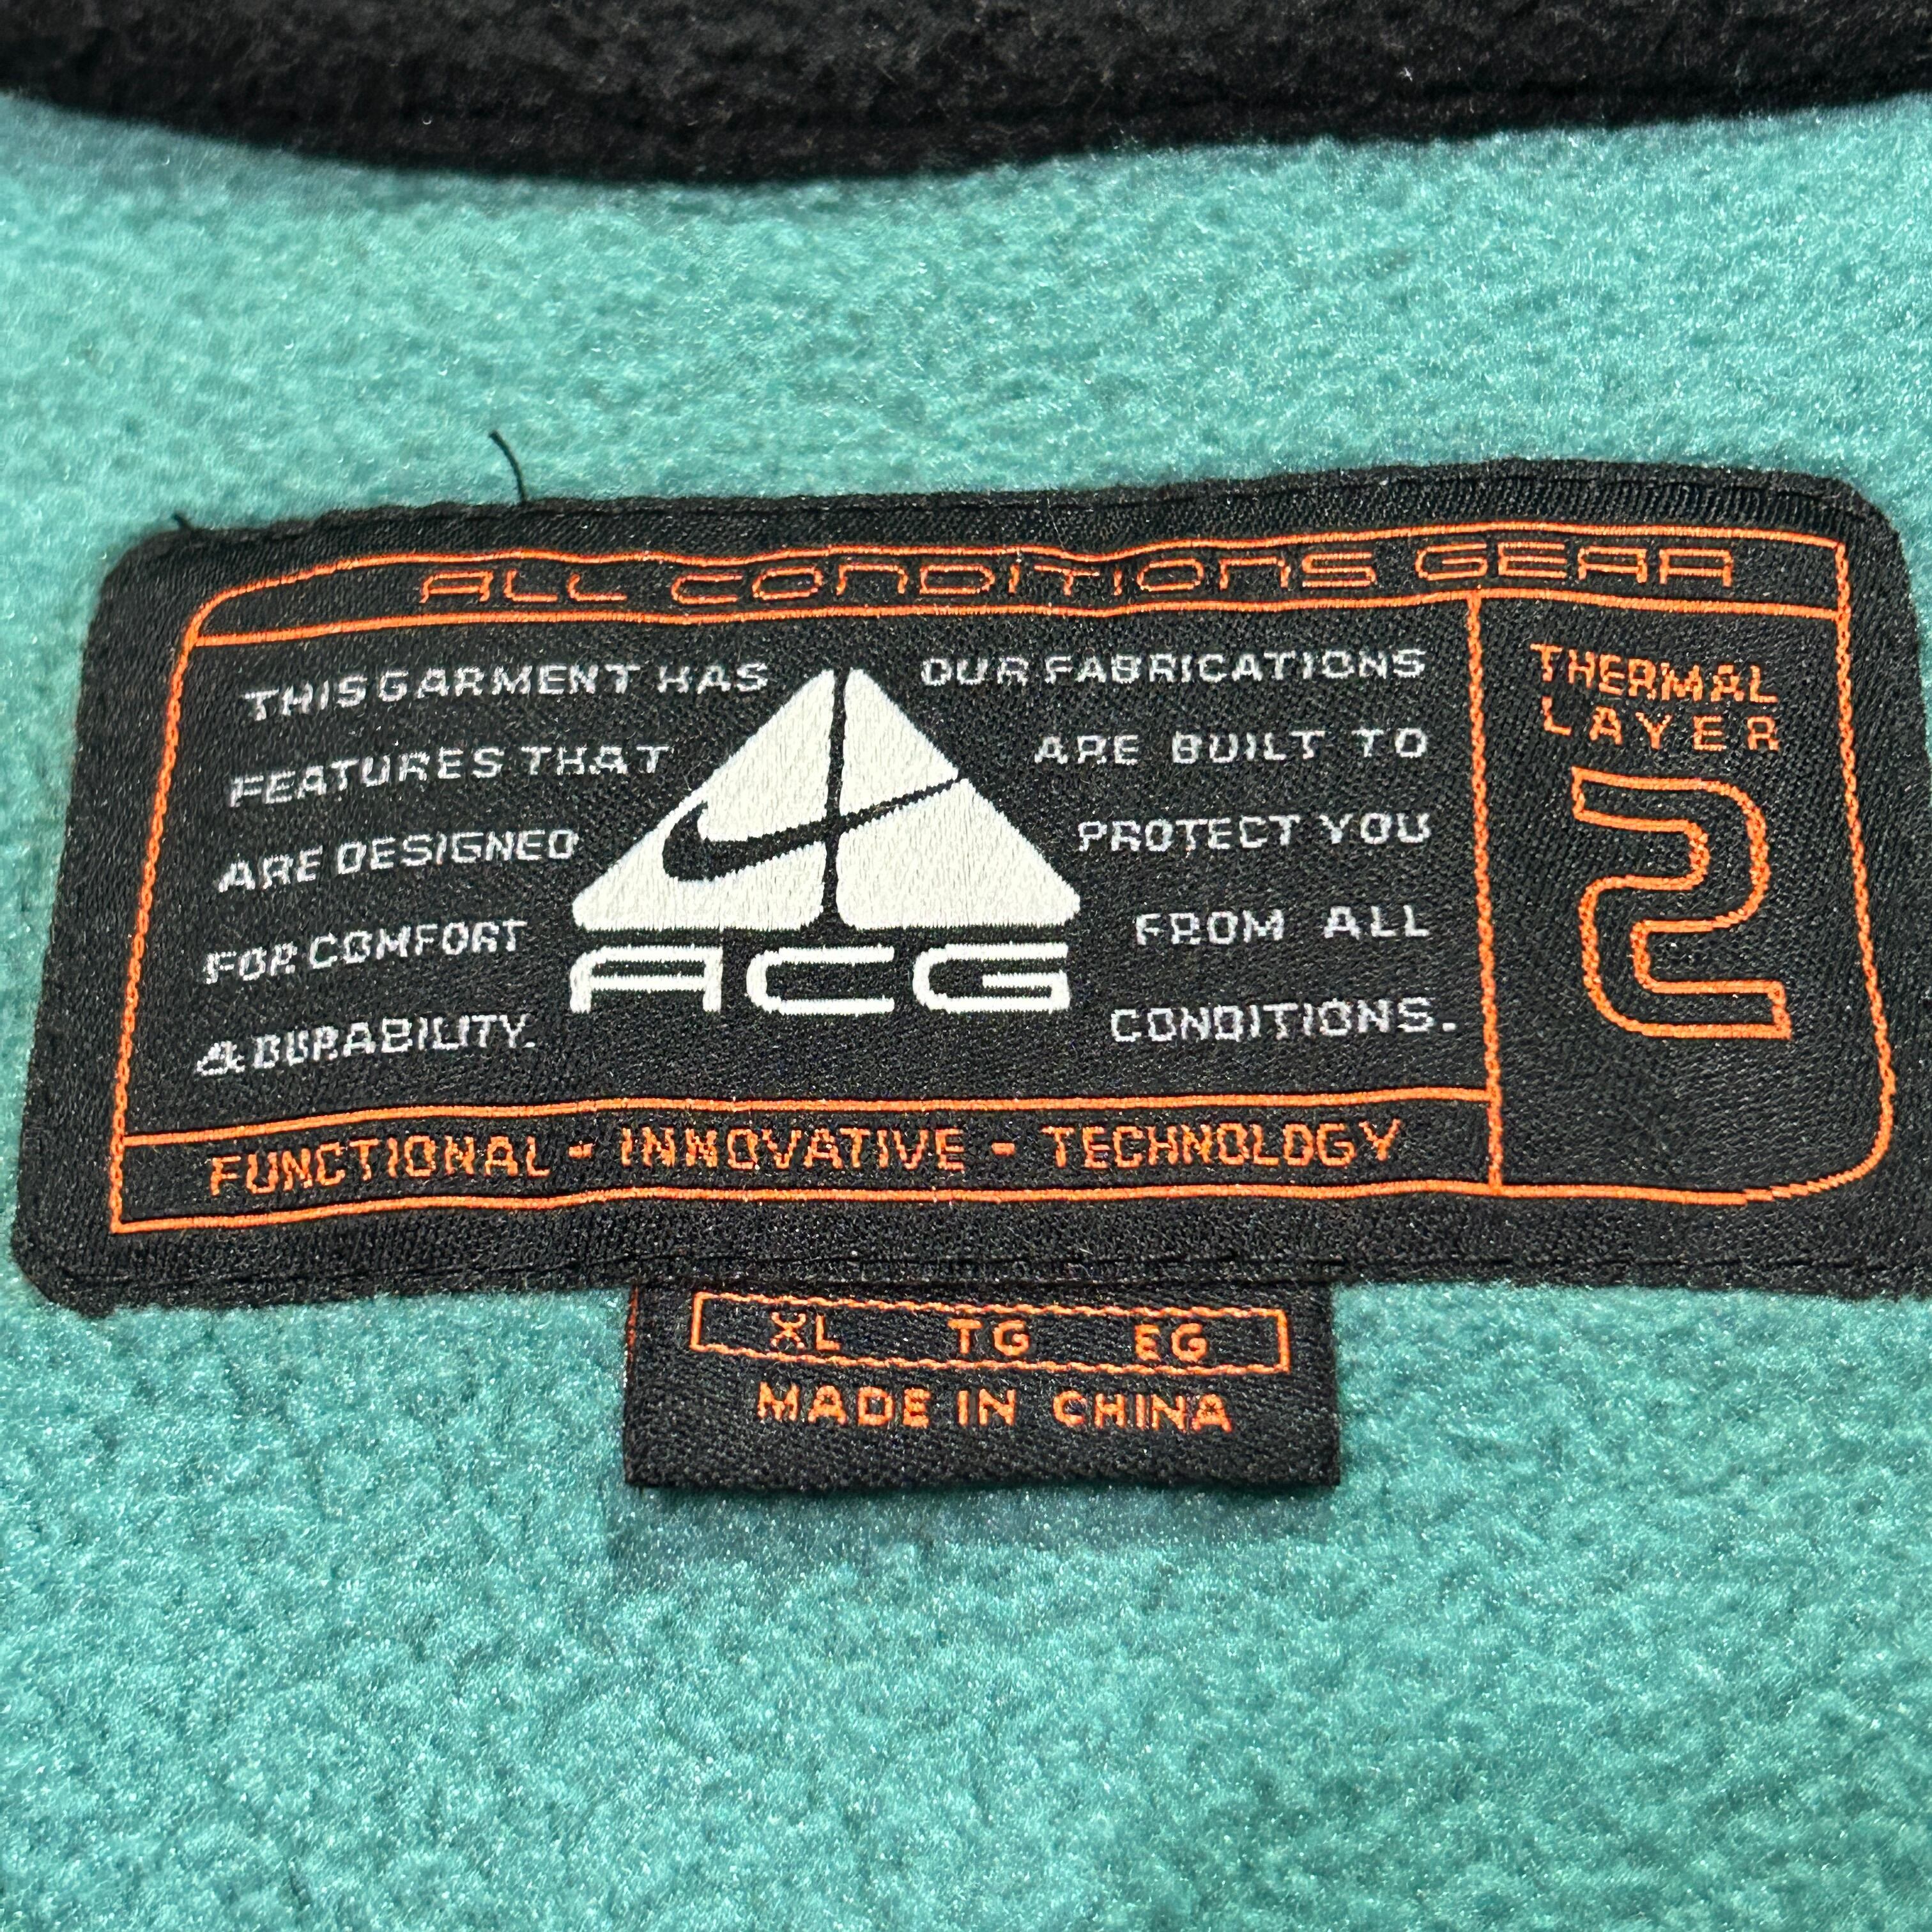 ALL CONDITIONS GEAR
THIS GARMENT HAS
FEATURES THAT
ARE DESIGNED
FOR COMFORT
& DURABILITY.
ACG
OUR FABRICATIONS
ARE BUILT TO
PROTECT YOU
FROM ALL
CONDITIONS.
THERMAL
LAYER
2
FUNCTIONAL - INNOVATIVE - TECHNOLOGY
XL TG EG
MADE IN CHINA